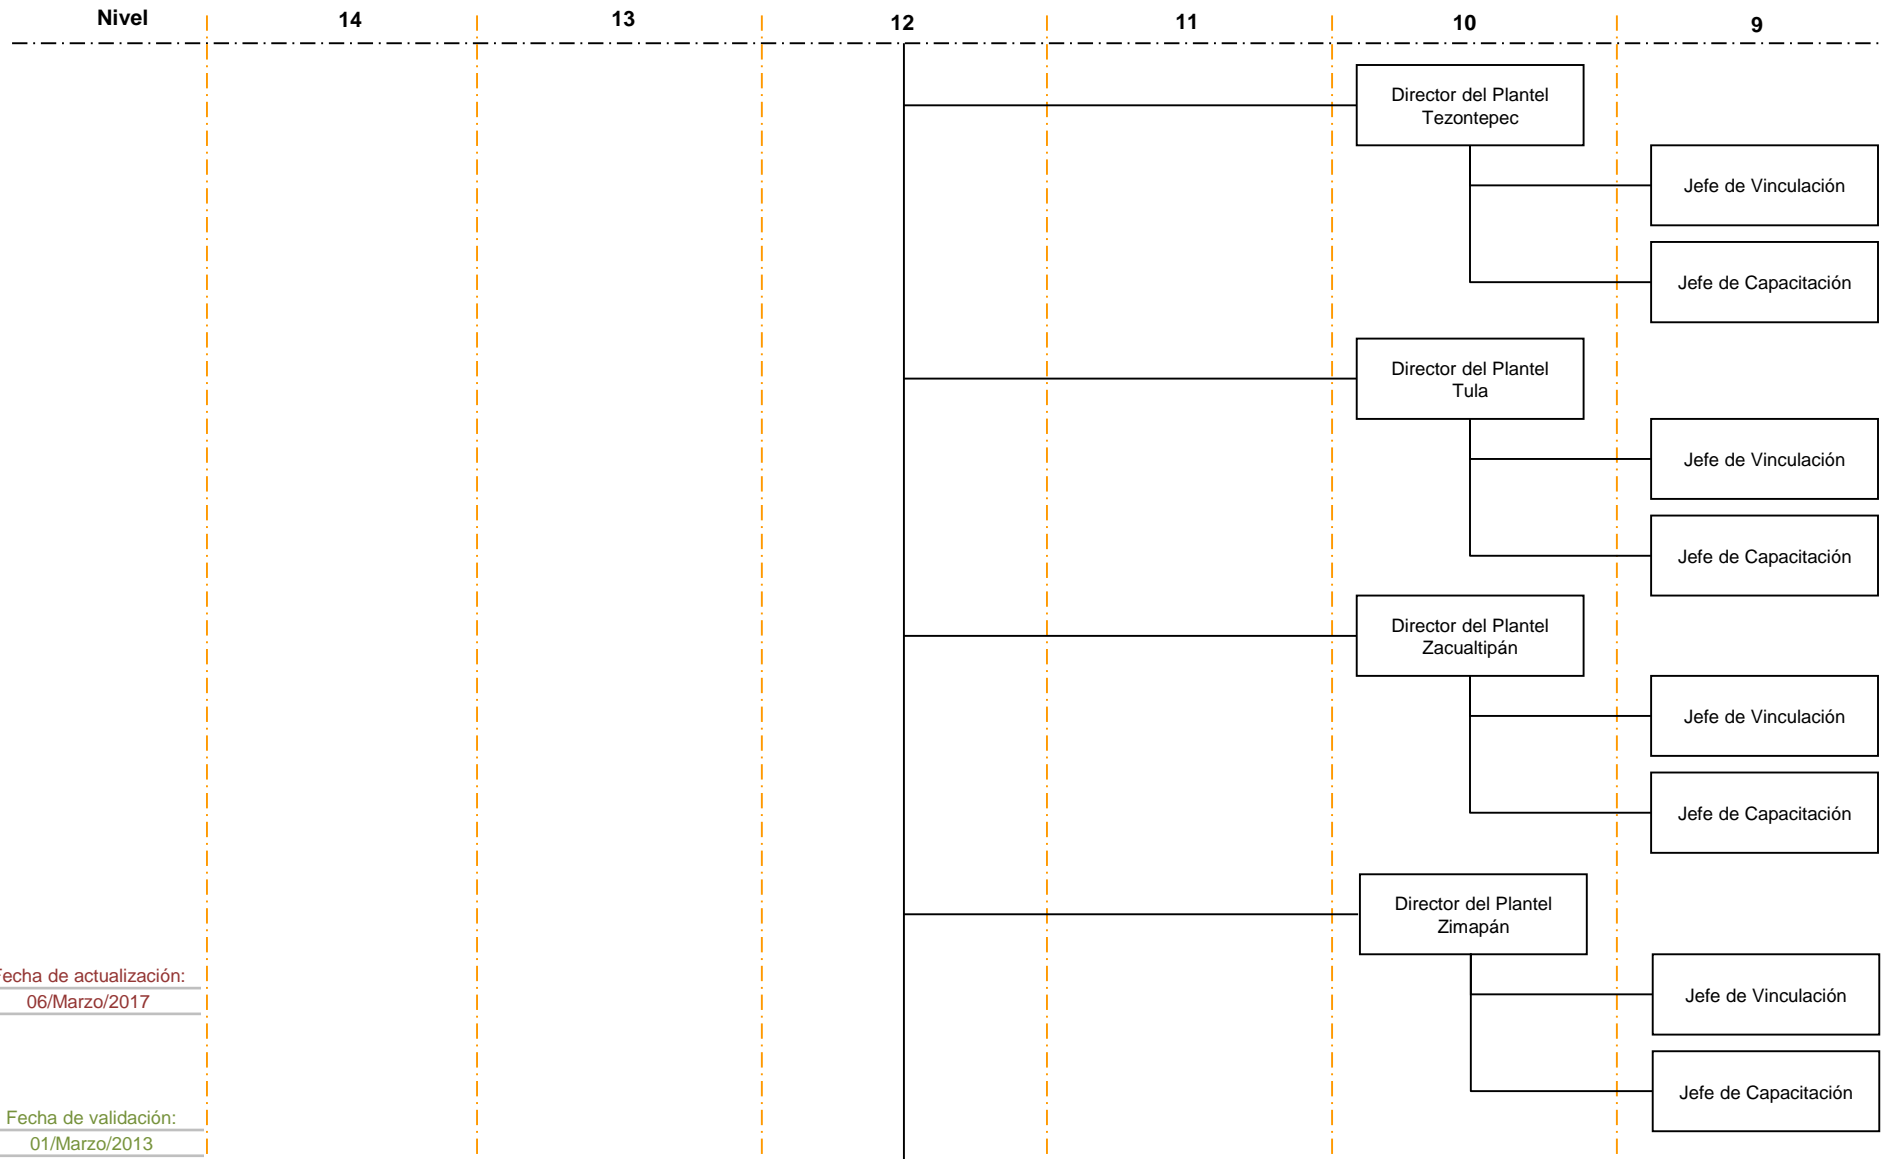 Nivel 14 13 12 11 10 9
Director del Plantel
Tezontepec
Jefe de Vinculación
Jefe de Capacitación
Director del Plantel
Tula
Jefe de Vinculación
Jefe de Capacitación
Director del Plantel
Zacualtipán
Jefe de Vinculación
Jefe de Capacitación
Director del Plantel
Zimapán
Jefe de Vinculación
Jefe de Capacitación
Fecha de actualización:
06/Marzo/2017
Fecha de validación:
01/Marzo/2013